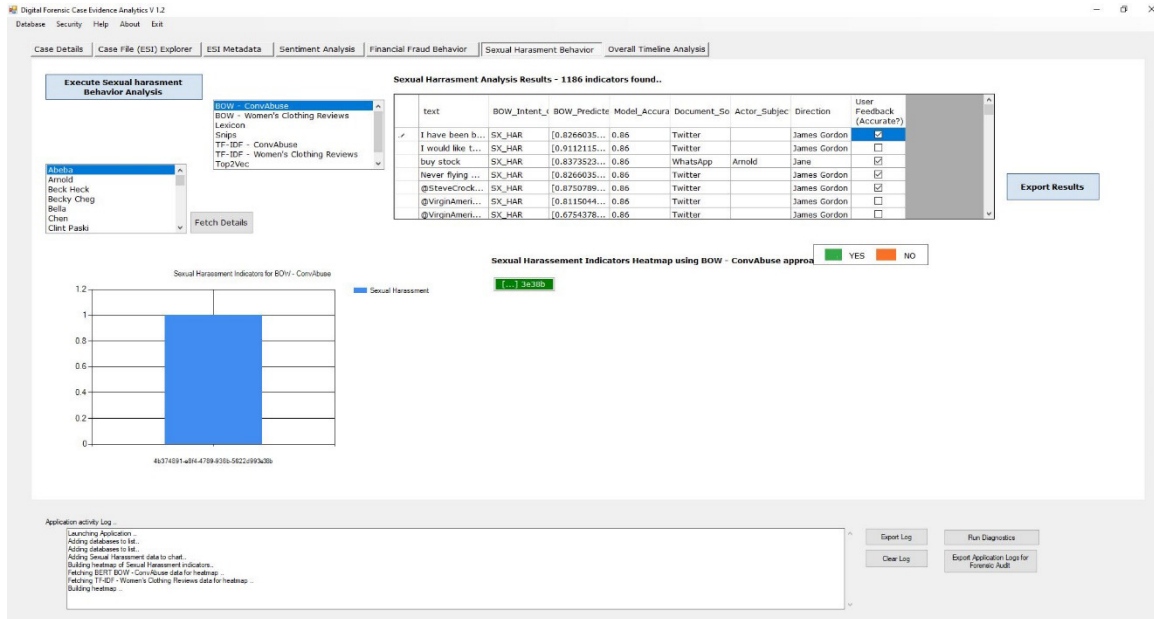 Digital Forensic Case Evidence Analytics V 1.2
Database Security Help About Exit
Case Details Case File (ESI) Explorer ESI Metadata Sentiment Analysis Financial Fraud Behavior Sexual Harasment Behavior Overall Timeline Analysis
Execute Sexual harasment
Behavior Analysis
BOW - ConvAbuse
BOW - Women's Clothing Reviews
Lexicon
Snips
TF-IDF - ConvAbuse
TF-IDF - Women's Clothing Reviews
Top2Vec
Abeba
Arnold
Beck Heck
Becky Cheg
Bella
Chen
Clint Paski
Fetch Details
Sexual Harrasment Analysis Results - 1186 indicators found..
text BOW_Intent_ BOW_Predicte Model_Accura Document_So Actor_Subjec Direction User Feedback (Accurate?)
I have been b... SX_HAR [0.8266035... 0.86 Twitter James Gordon
I would like t... SX_HAR [0.9112115... 0.86 Twitter James Gordon
buy stock SX_HAR [0.8373523... 0.86 WhatsApp Arnold Jane
Never flying ... SX_HAR [0.8266035... 0.86 Twitter James Gordon
@SteveCrock... SX_HAR [0.8750789... 0.86 Twitter James Gordon
@VirginAmeri... SX_HAR [0.8115044... 0.86 Twitter James Gordon
@VirginAmeri... SX_HAR [0.6754378... 0.86 Twitter James Gordon
Export Results
Sexual Harassement Indicators Heatmap using BOW - ConvAbuse approa
YES NO
[...] 3e38b
Sexual Harassment Indicators for BOW - ConvAbuse
Sexual Harassment
1.2
1
0.8
0.6
0.4
0.2
0
Application activity Log ..
Launching Application ..
Adding databases to list..
Adding databases to list..
Adding Sexual Harassment data to chart..
Building heatmap of Sexual Harassment indicators..
Fetching BERT BOW - ConvAbuse data for heatmap ..
Fetching TF-IDF - Women's Clothing Reviews data for heatmap ..
Building heatmap ..
Export Log
Clear Log
Run Diagnostics
Export Application Logs for
Forensic Audit